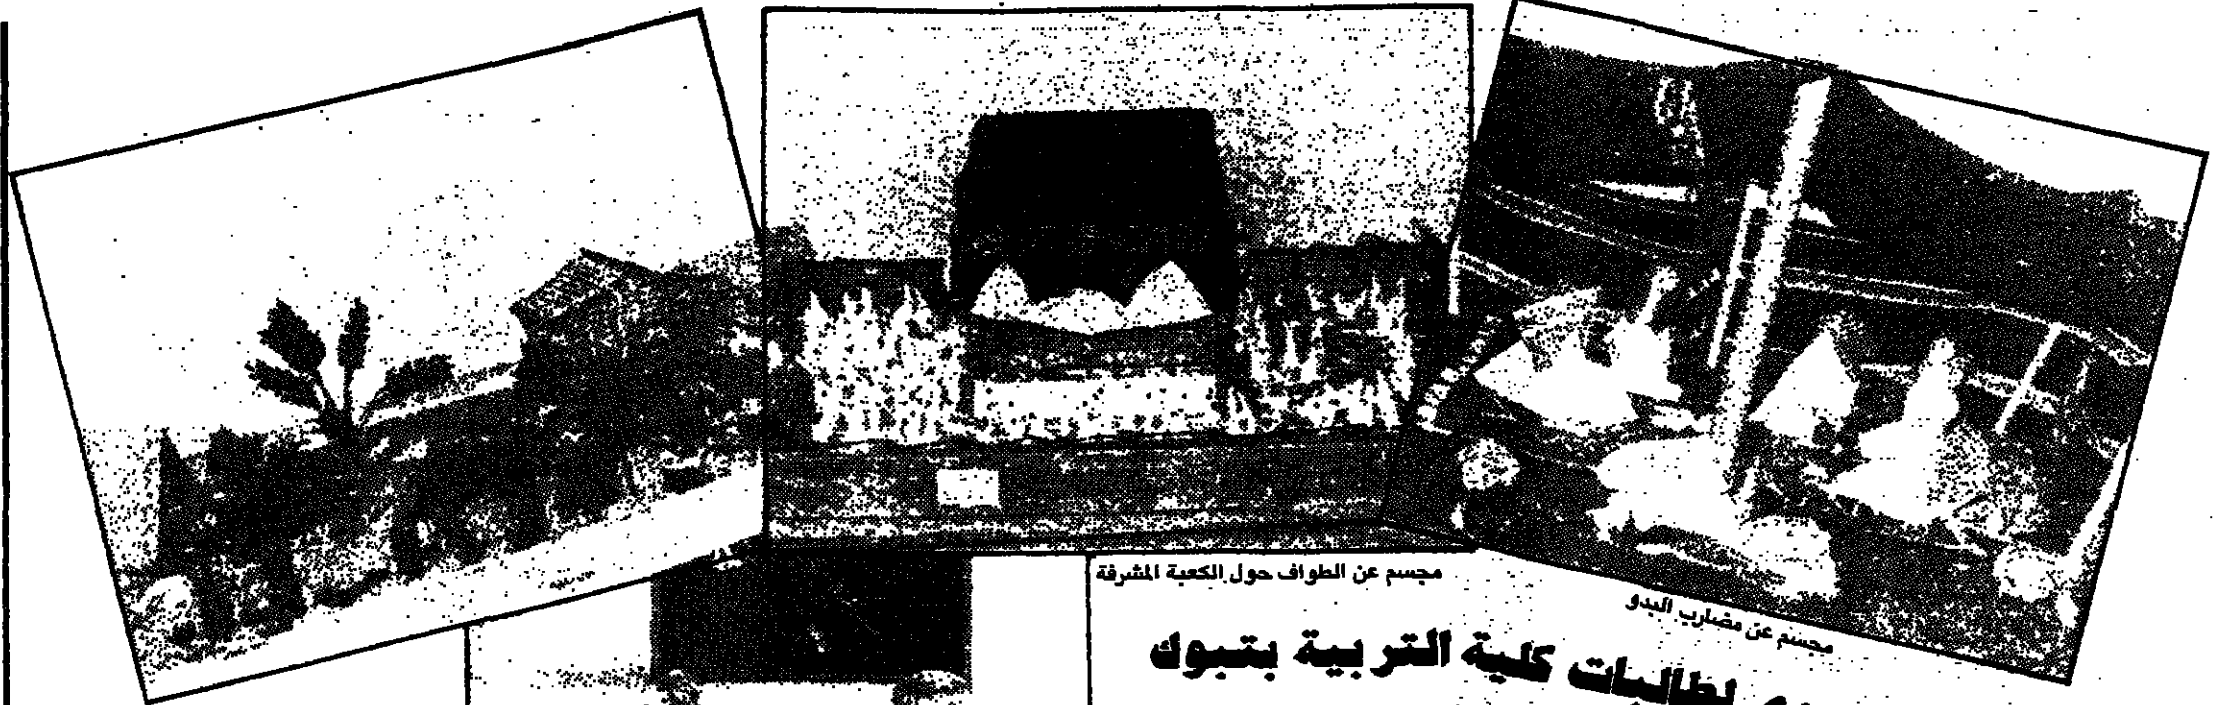 مجسم عن الطواف حول الكعبة المشرفة
مجسم عن مضارب البدو
لطالبات كلية التربية بتبوك